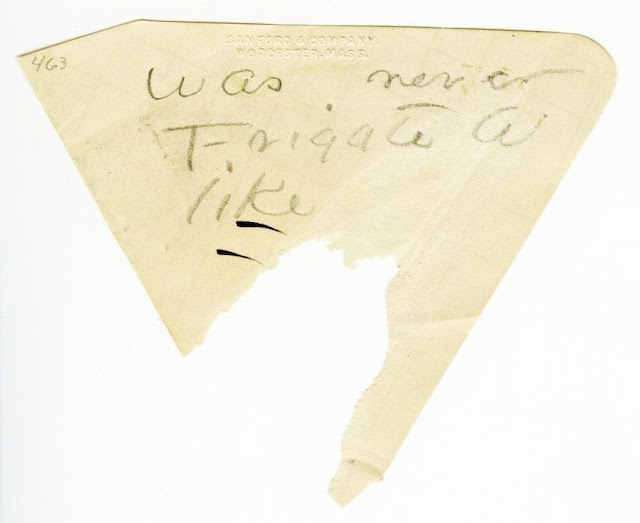 463
SANFORD & COMPANY.
WORCESTER. MASS.
was never
Frigate a
like